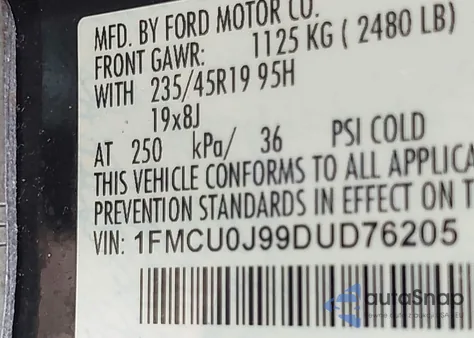 MFD. BY FORD MOTOR CO.
FRONT GAWR: 1125 KG ( 2480 LB)
WITH 235/45R19 95H
19x8J
AT 250 kPa/ 36 PSI COLD
THIS VEHICLE CONFORMS TO ALL APPLICA
PREVENTION STANDARDS IN EFFECT ON T
VIN: 1FMCU0J99DUD76205
autoSnap